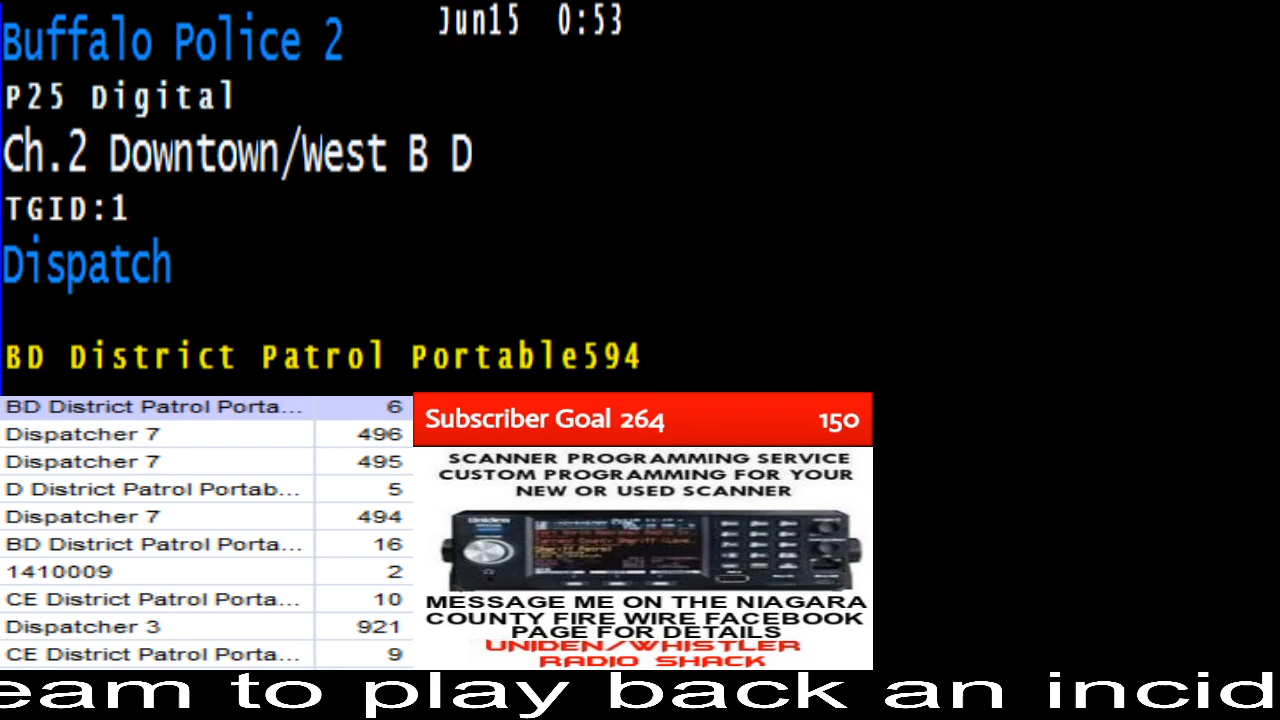 Buffalo Police 2
Jun15 0:53
P25 Digital
Ch.2 Downtown/West B D
TGID:1
Dispatch
BD District Patrol Portable594
BD District Patrol Porta... 6
Dispatcher 7 496
Dispatcher 7 495
D District Patrol Portab... 5
Dispatcher 7 494
BD District Patrol Porta... 16
1410009 2
CE District Patrol Porta... 10
Dispatcher 3 921
CE District Patrol Porta... 9
Subscriber Goal 264 150
SCANNER PROGRAMMING SERVICE
CUSTOM PROGRAMMING FOR YOUR
NEW OR USED SCANNER
Uniden
MESSAGE ME ON THE NIAGARA
COUNTY FIRE WIRE FACEBOOK
PAGE FOR DETAILS
UNIDEN/WHISTLER
RADIO SHACK
eam to play back an incid